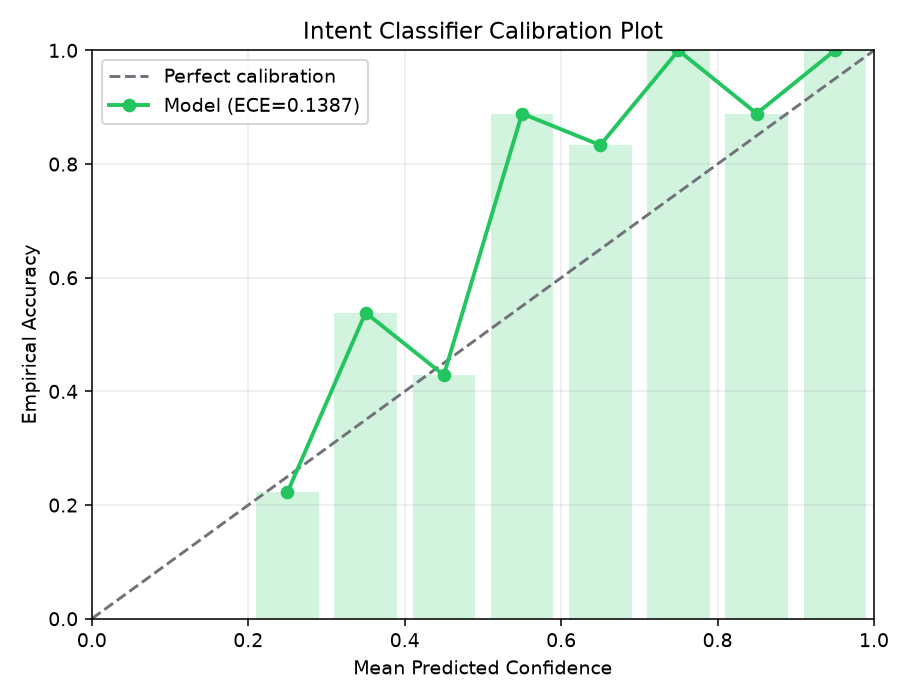 Intent Classifier Calibration Plot
Perfect calibration
Model (ECE=0.1387)
Empirical Accuracy
1.0
0.8
0.6
0.4
0.2
0.0
0.0 0.2 0.4 0.6 0.8 1.0
Mean Predicted Confidence